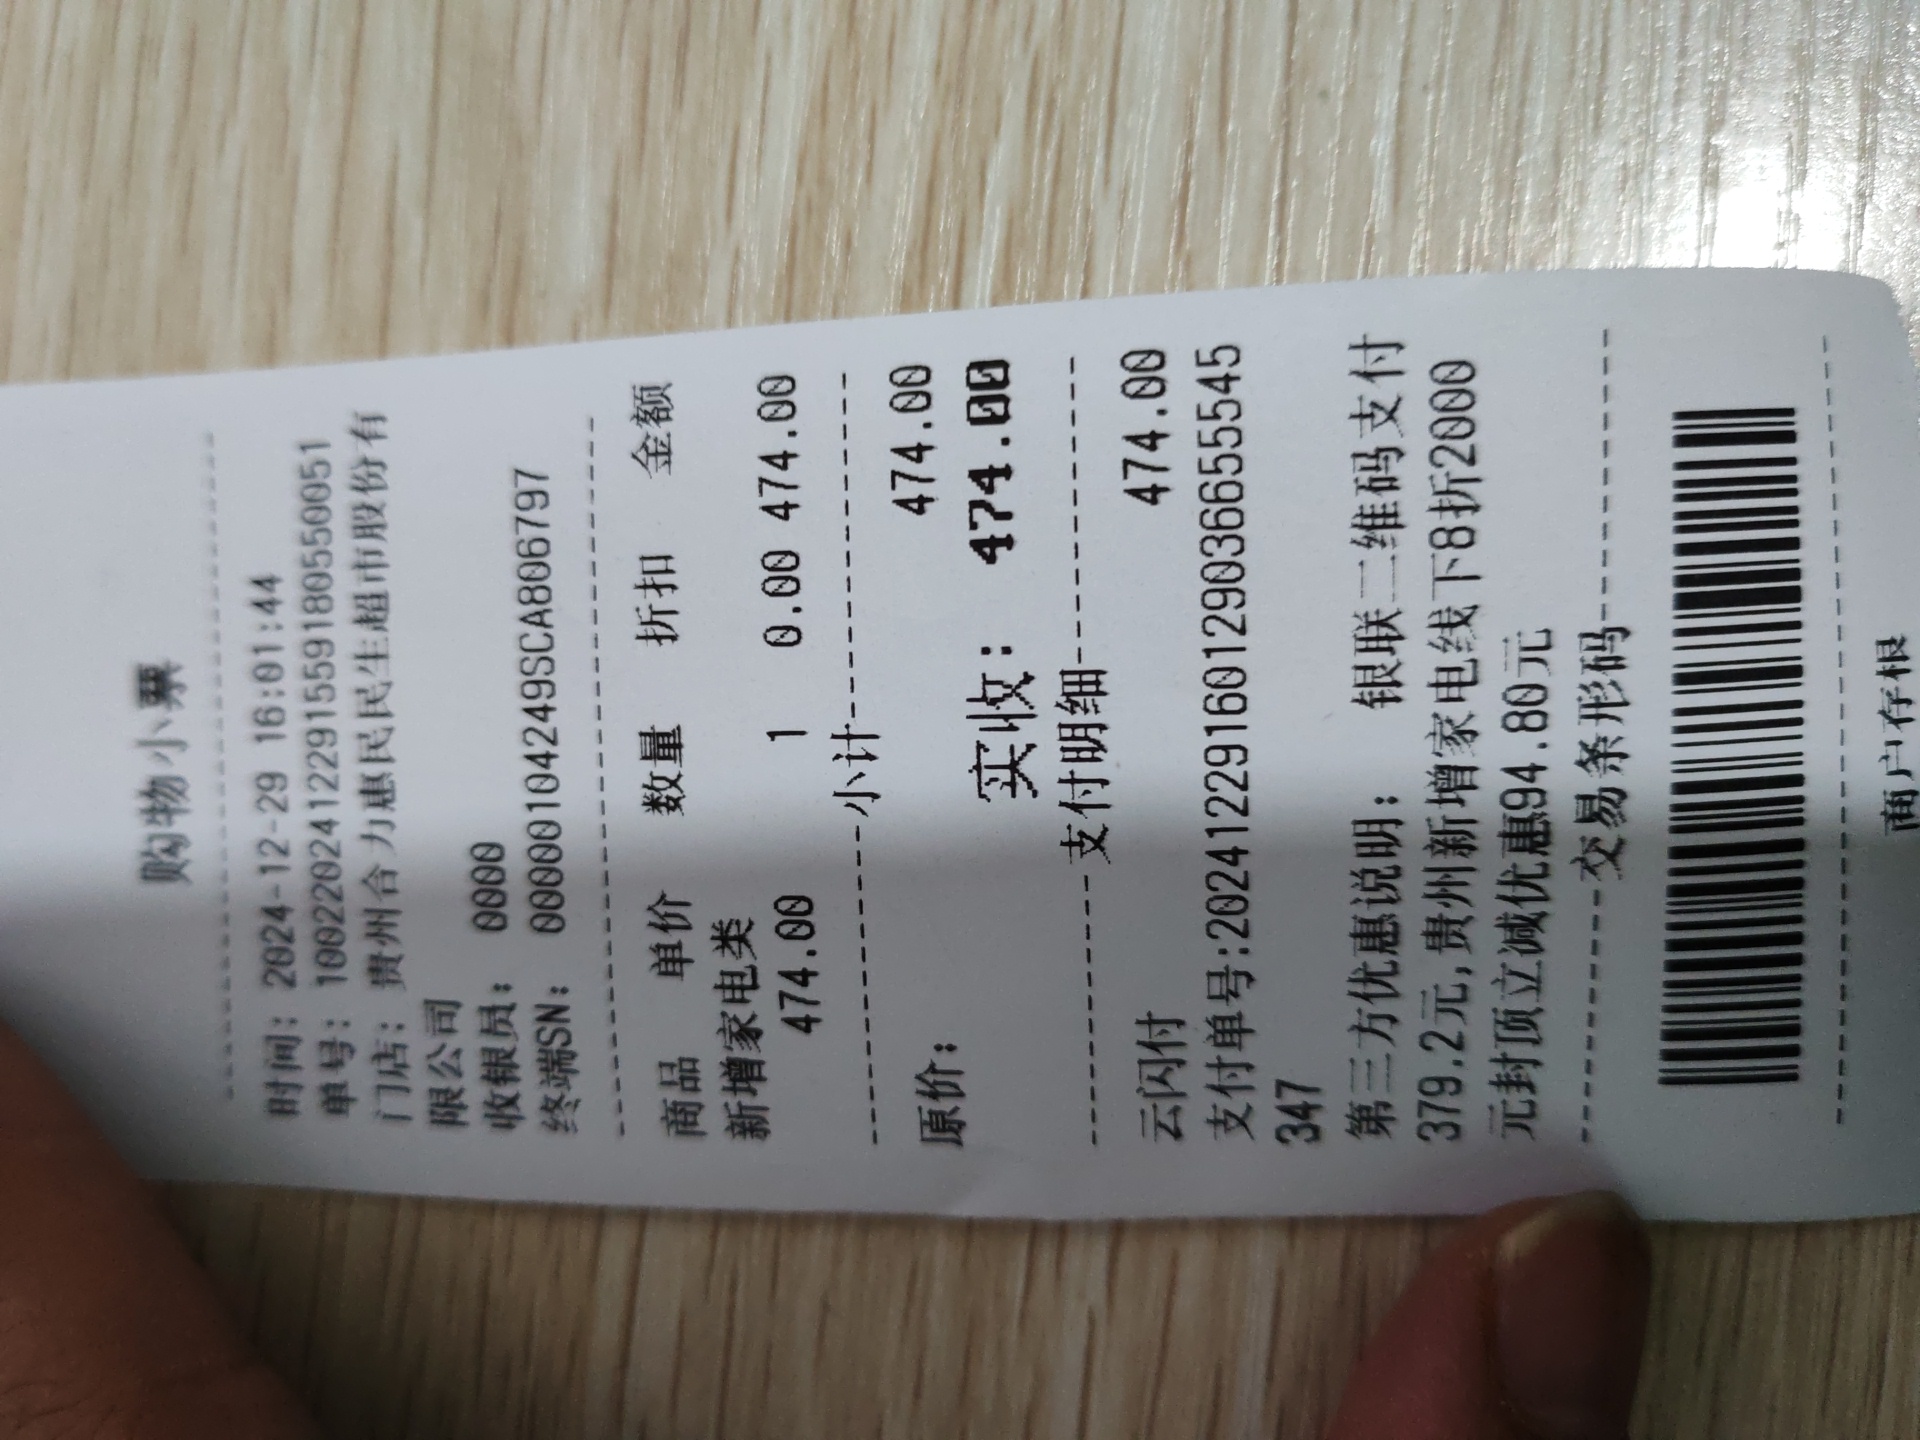 购物小票
时间: 2024-12-29 16:01:44
单号: 100220241229155918055​0051
门店: 贵州合力惠民民生超市股份有
限公司
收银员: 0000
终端SN: 00000104249SCA806797
商品 单价 数量 折扣 金额
新增家电类
474.00 1 0.00 474.00
小计
原价: 474.00
实收: 474.00
支付明细
云闪付 474.00
支付单号:20241229160129036655545
347
第三方优惠说明: 银联二维码支付
379.2元,贵州新增家电线下8折2000
元封顶立减优惠94.80元
交易条形码
商户存根